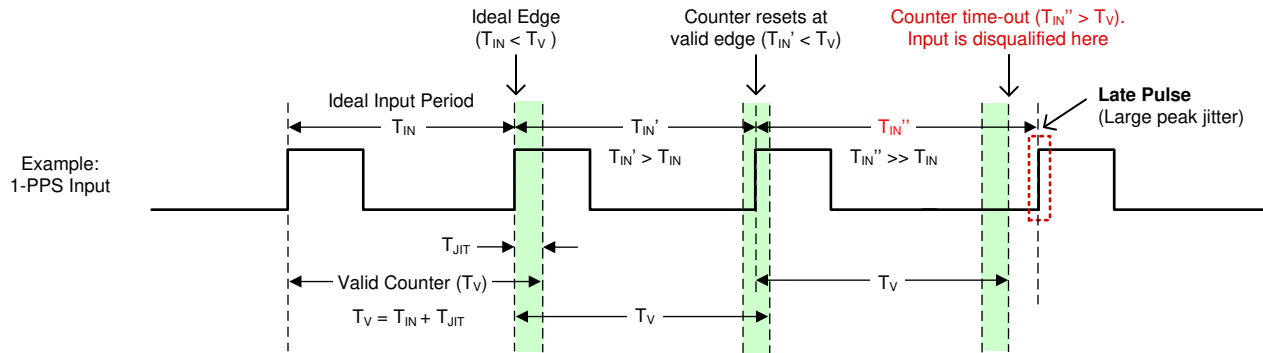 Ideal Edge
(TIN < TV )
Counter resets at
valid edge (TIN' < TV)
Counter time-out (TIN'' > TV).
Input is disqualified here
Ideal Input Period
TIN
TIN'
TIN''
Late Pulse
(Large peak jitter)
Example:
1-PPS Input
TIN' > TIN
TIN'' >> TIN
TJIT
Valid Counter (TV)
TV
TV = TIN + TJIT
TV